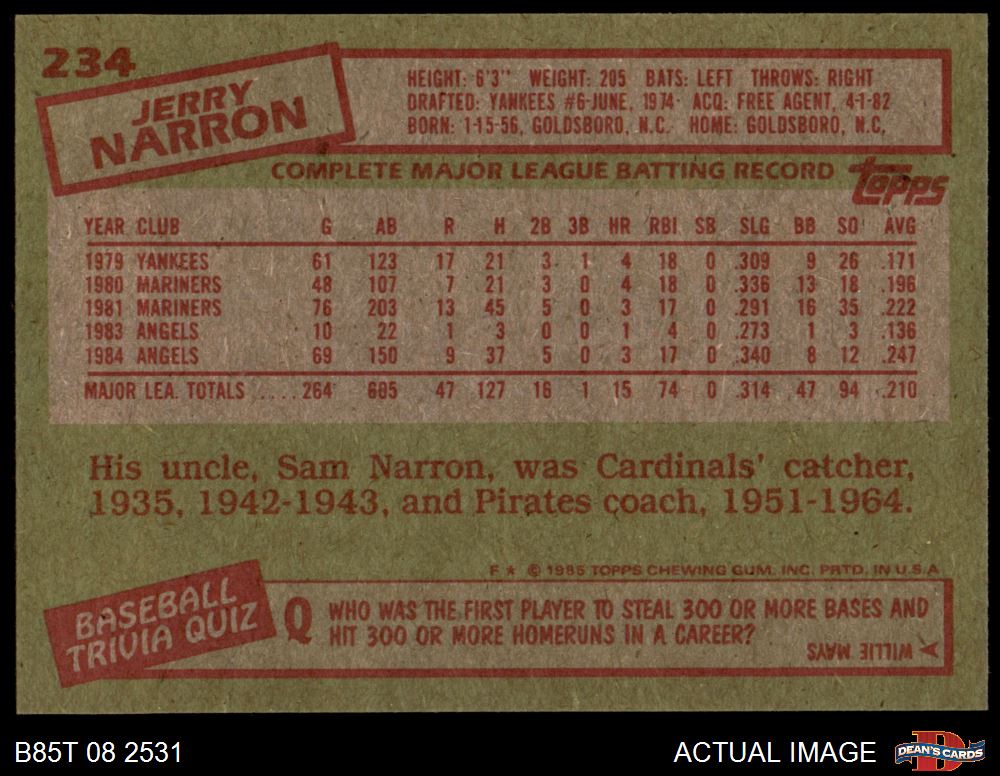 234
JERRY
NARRON
HEIGHT: 6'3" WEIGHT: 205 BATS: LEFT THROWS: RIGHT
DRAFTED: YANKEES #6-JUNE, 1974 ACQ: FREE AGENT, 4-1-82
BORN: 1-15-56, GOLDSBORO, N.C. HOME: GOLDSBORO, N.C.
COMPLETE MAJOR LEAGUE BATTING RECORD
topps
YEAR CLUB G AB R H 2B 3B HR RBI SB SLG BB SO AVG
1979 YANKEES 61 123 17 21 3 1 4 18 0 .309 9 26 .171
1980 MARINERS 48 107 7 21 3 0 4 18 0 .336 13 18 .196
1981 MARINERS 76 203 13 45 5 0 3 17 0 .291 16 35 .222
1983 ANGELS 10 22 1 3 0 0 1 4 0 .273 1 3 .136
1984 ANGELS 69 150 9 37 5 0 3 17 0 .340 8 12 .247
MAJOR LEA. TOTALS .... 264 605 47 127 16 1 15 74 0 .314 47 94 .210
His uncle, Sam Narron, was Cardinals' catcher,
1935, 1942-1943, and Pirates coach, 1951-1964.
F ★ © 1985 TOPPS CHEWING GUM, INC. PRTD. IN U.S.A
BASEBALL
TRIVIA QUIZ
Q WHO WAS THE FIRST PLAYER TO STEAL 300 OR MORE BASES AND
HIT 300 OR MORE HOMERUNS IN A CAREER?
A WILLIE MAYS
B85T 08 2531
ACTUAL IMAGE
DEAN'S CARDS